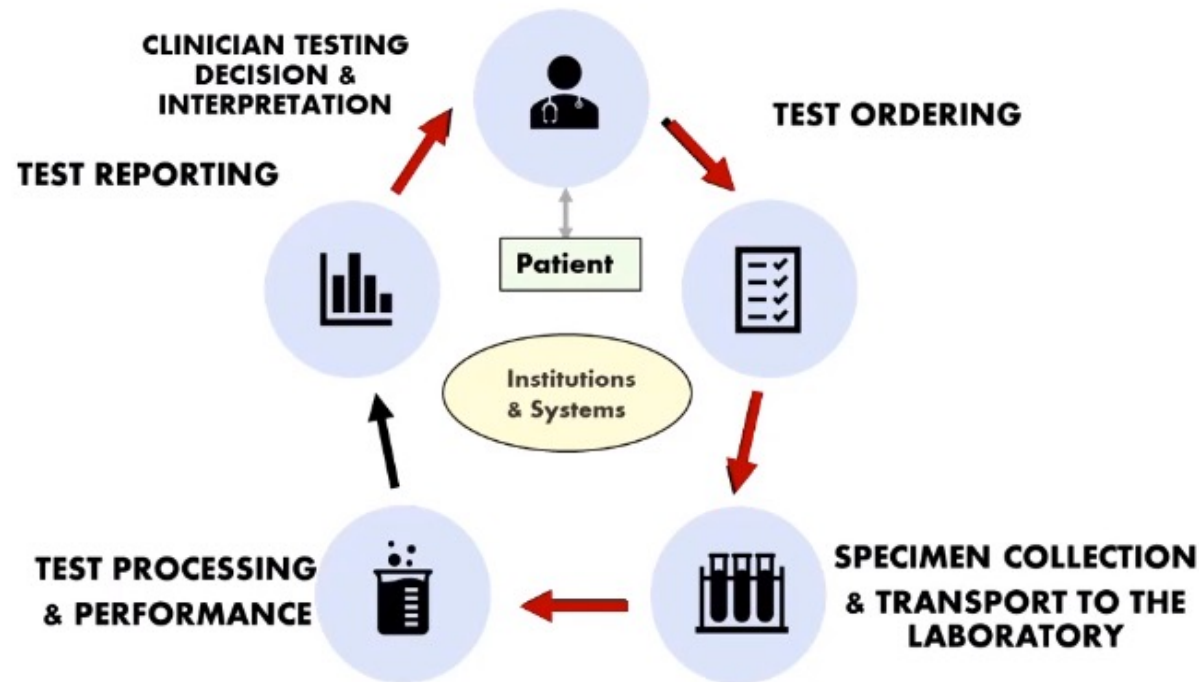 CLINICIAN TESTING
DECISION &
INTERPRETATION
TEST ORDERING
TEST REPORTING
Patient
Institutions
& Systems
TEST PROCESSING
& PERFORMANCE
SPECIMEN COLLECTION
& TRANSPORT TO THE
LABORATORY